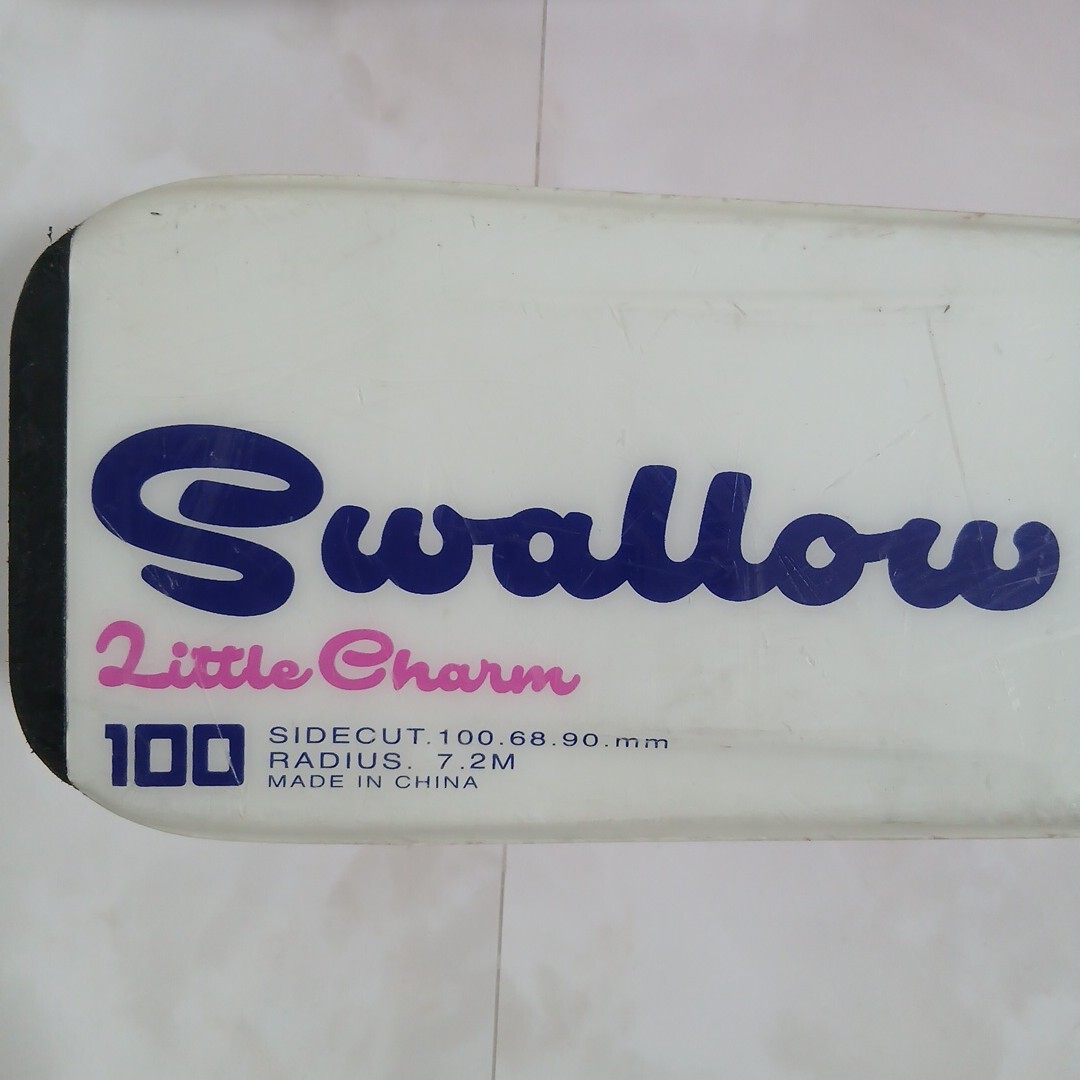 Swallow
Little Charm
100
SIDECUT.100.68.90.mm
RADIUS. 7.2M
MADE IN CHINA